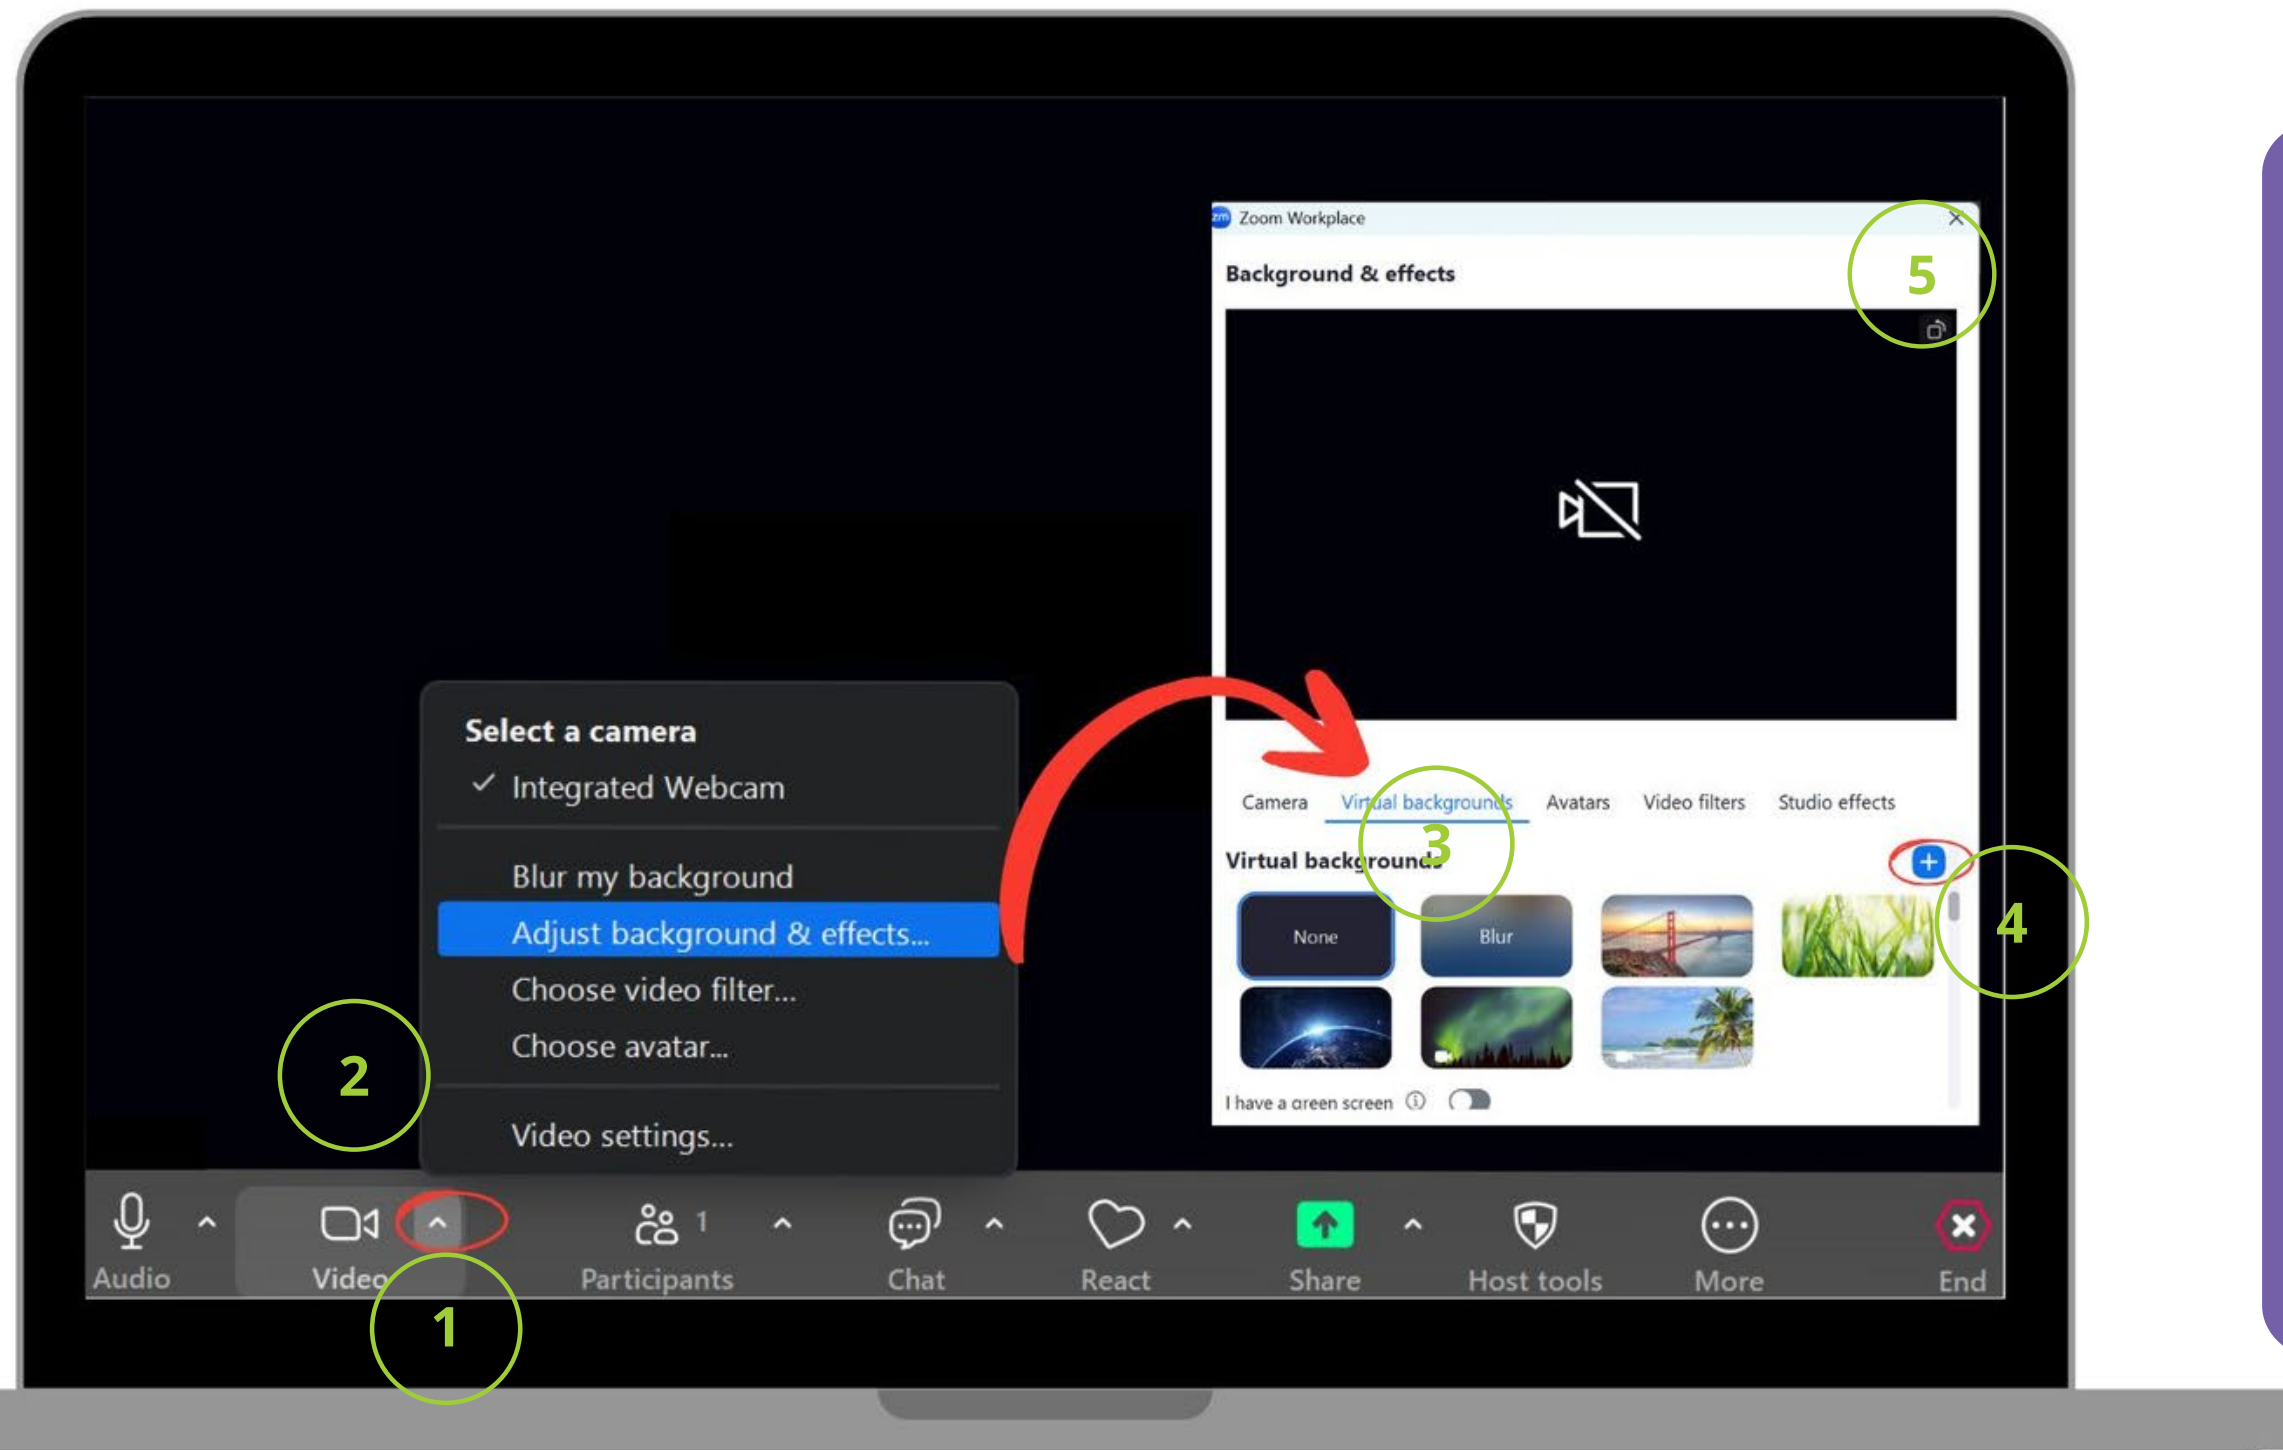 zm Zoom Workplace
Background & effects
5
Select a camera
Integrated Webcam
Blur my background
Adjust background & effects...
Choose video filter...
Choose avatar...
Video settings...
2
Camera Virtual backgrounds Avatars Video filters Studio effects
3
Virtual backgrounds
+
4
None Blur
I have a green screen
1
Audio Video Participants Chat React Share Host tools More End
1